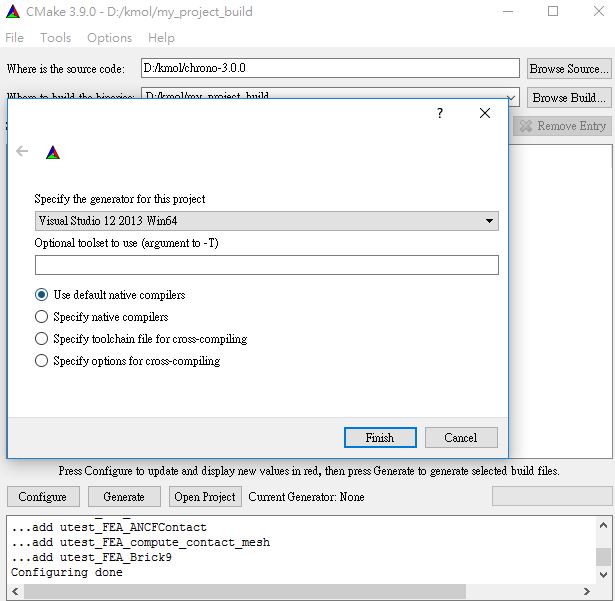 CMake 3.9.0 - D:/kmol/my_project_build
File Tools Options Help
Where is the source code: D:/kmol/chrono-3.0.0 Browse Source...
Where to build the binaries: D:/kmol/my_project_build Browse Build...
Remove Entry
?
Specify the generator for this project
Visual Studio 12 2013 Win64
Optional toolset to use (argument to -T)
Use default native compilers
Specify native compilers
Specify toolchain file for cross-compiling
Specify options for cross-compiling
Finish Cancel
Press Configure to update and display new values in red, then press Generate to generate selected build files.
Configure Generate Open Project Current Generator: None
...add utest_FEA_ANCFContact
...add utest_FEA_compute_contact_mesh
...add utest_FEA_Brick9
Configuring done